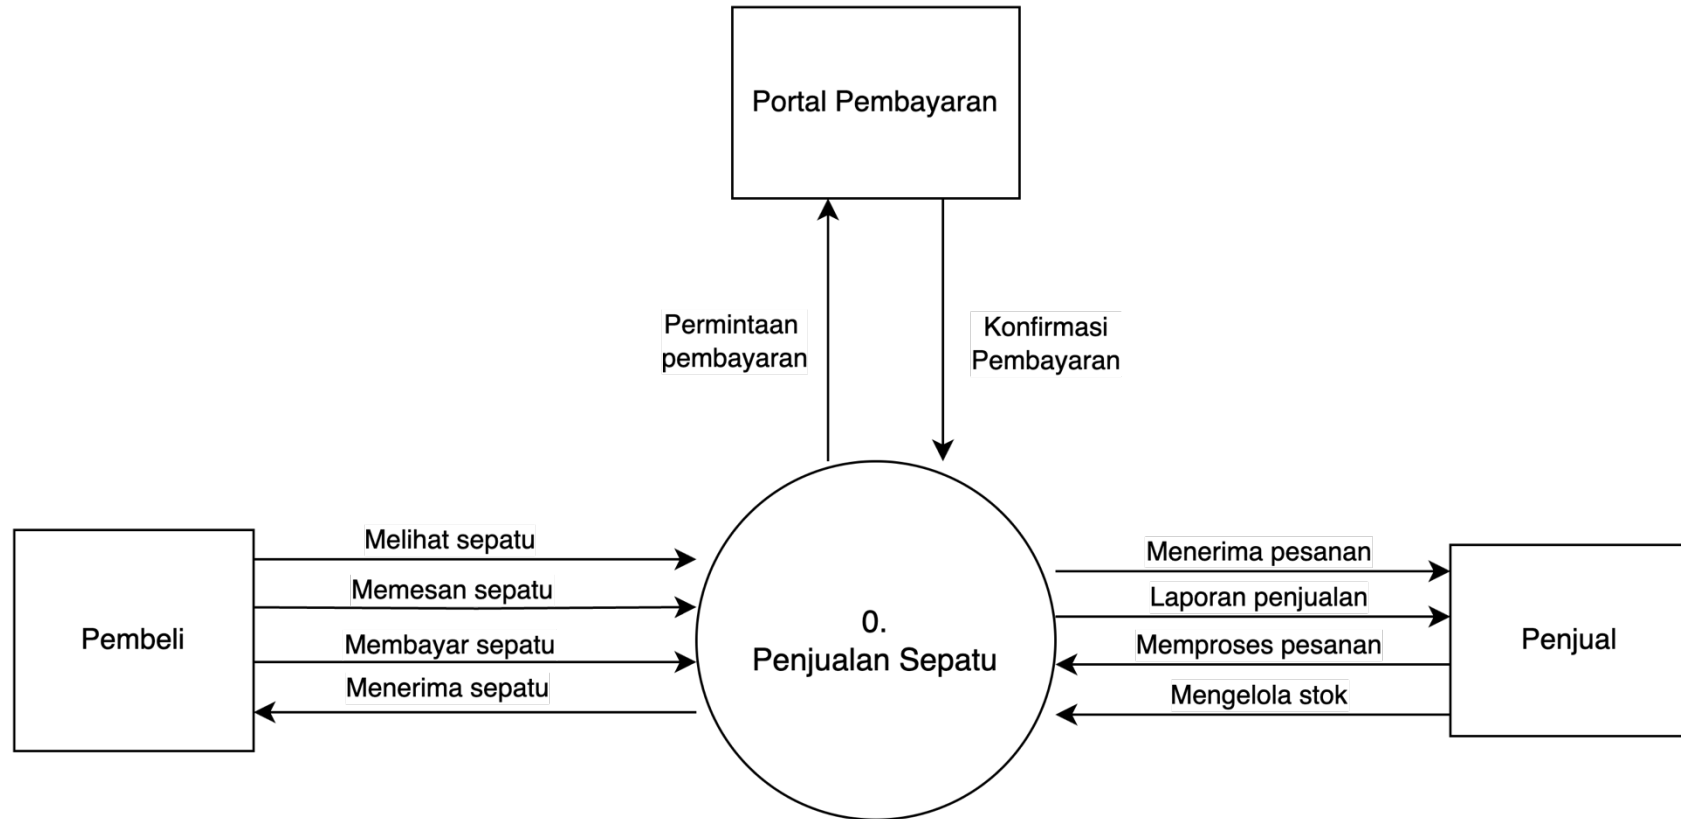 Portal Pembayaran
Permintaan
pembayaran
Konfirmasi
Pembayaran
Pembeli
Melihat sepatu
Memesan sepatu
Membayar sepatu
Menerima sepatu
0.
Penjualan Sepatu
Menerima pesanan
Laporan penjualan
Memproses pesanan
Mengelola stok
Penjual